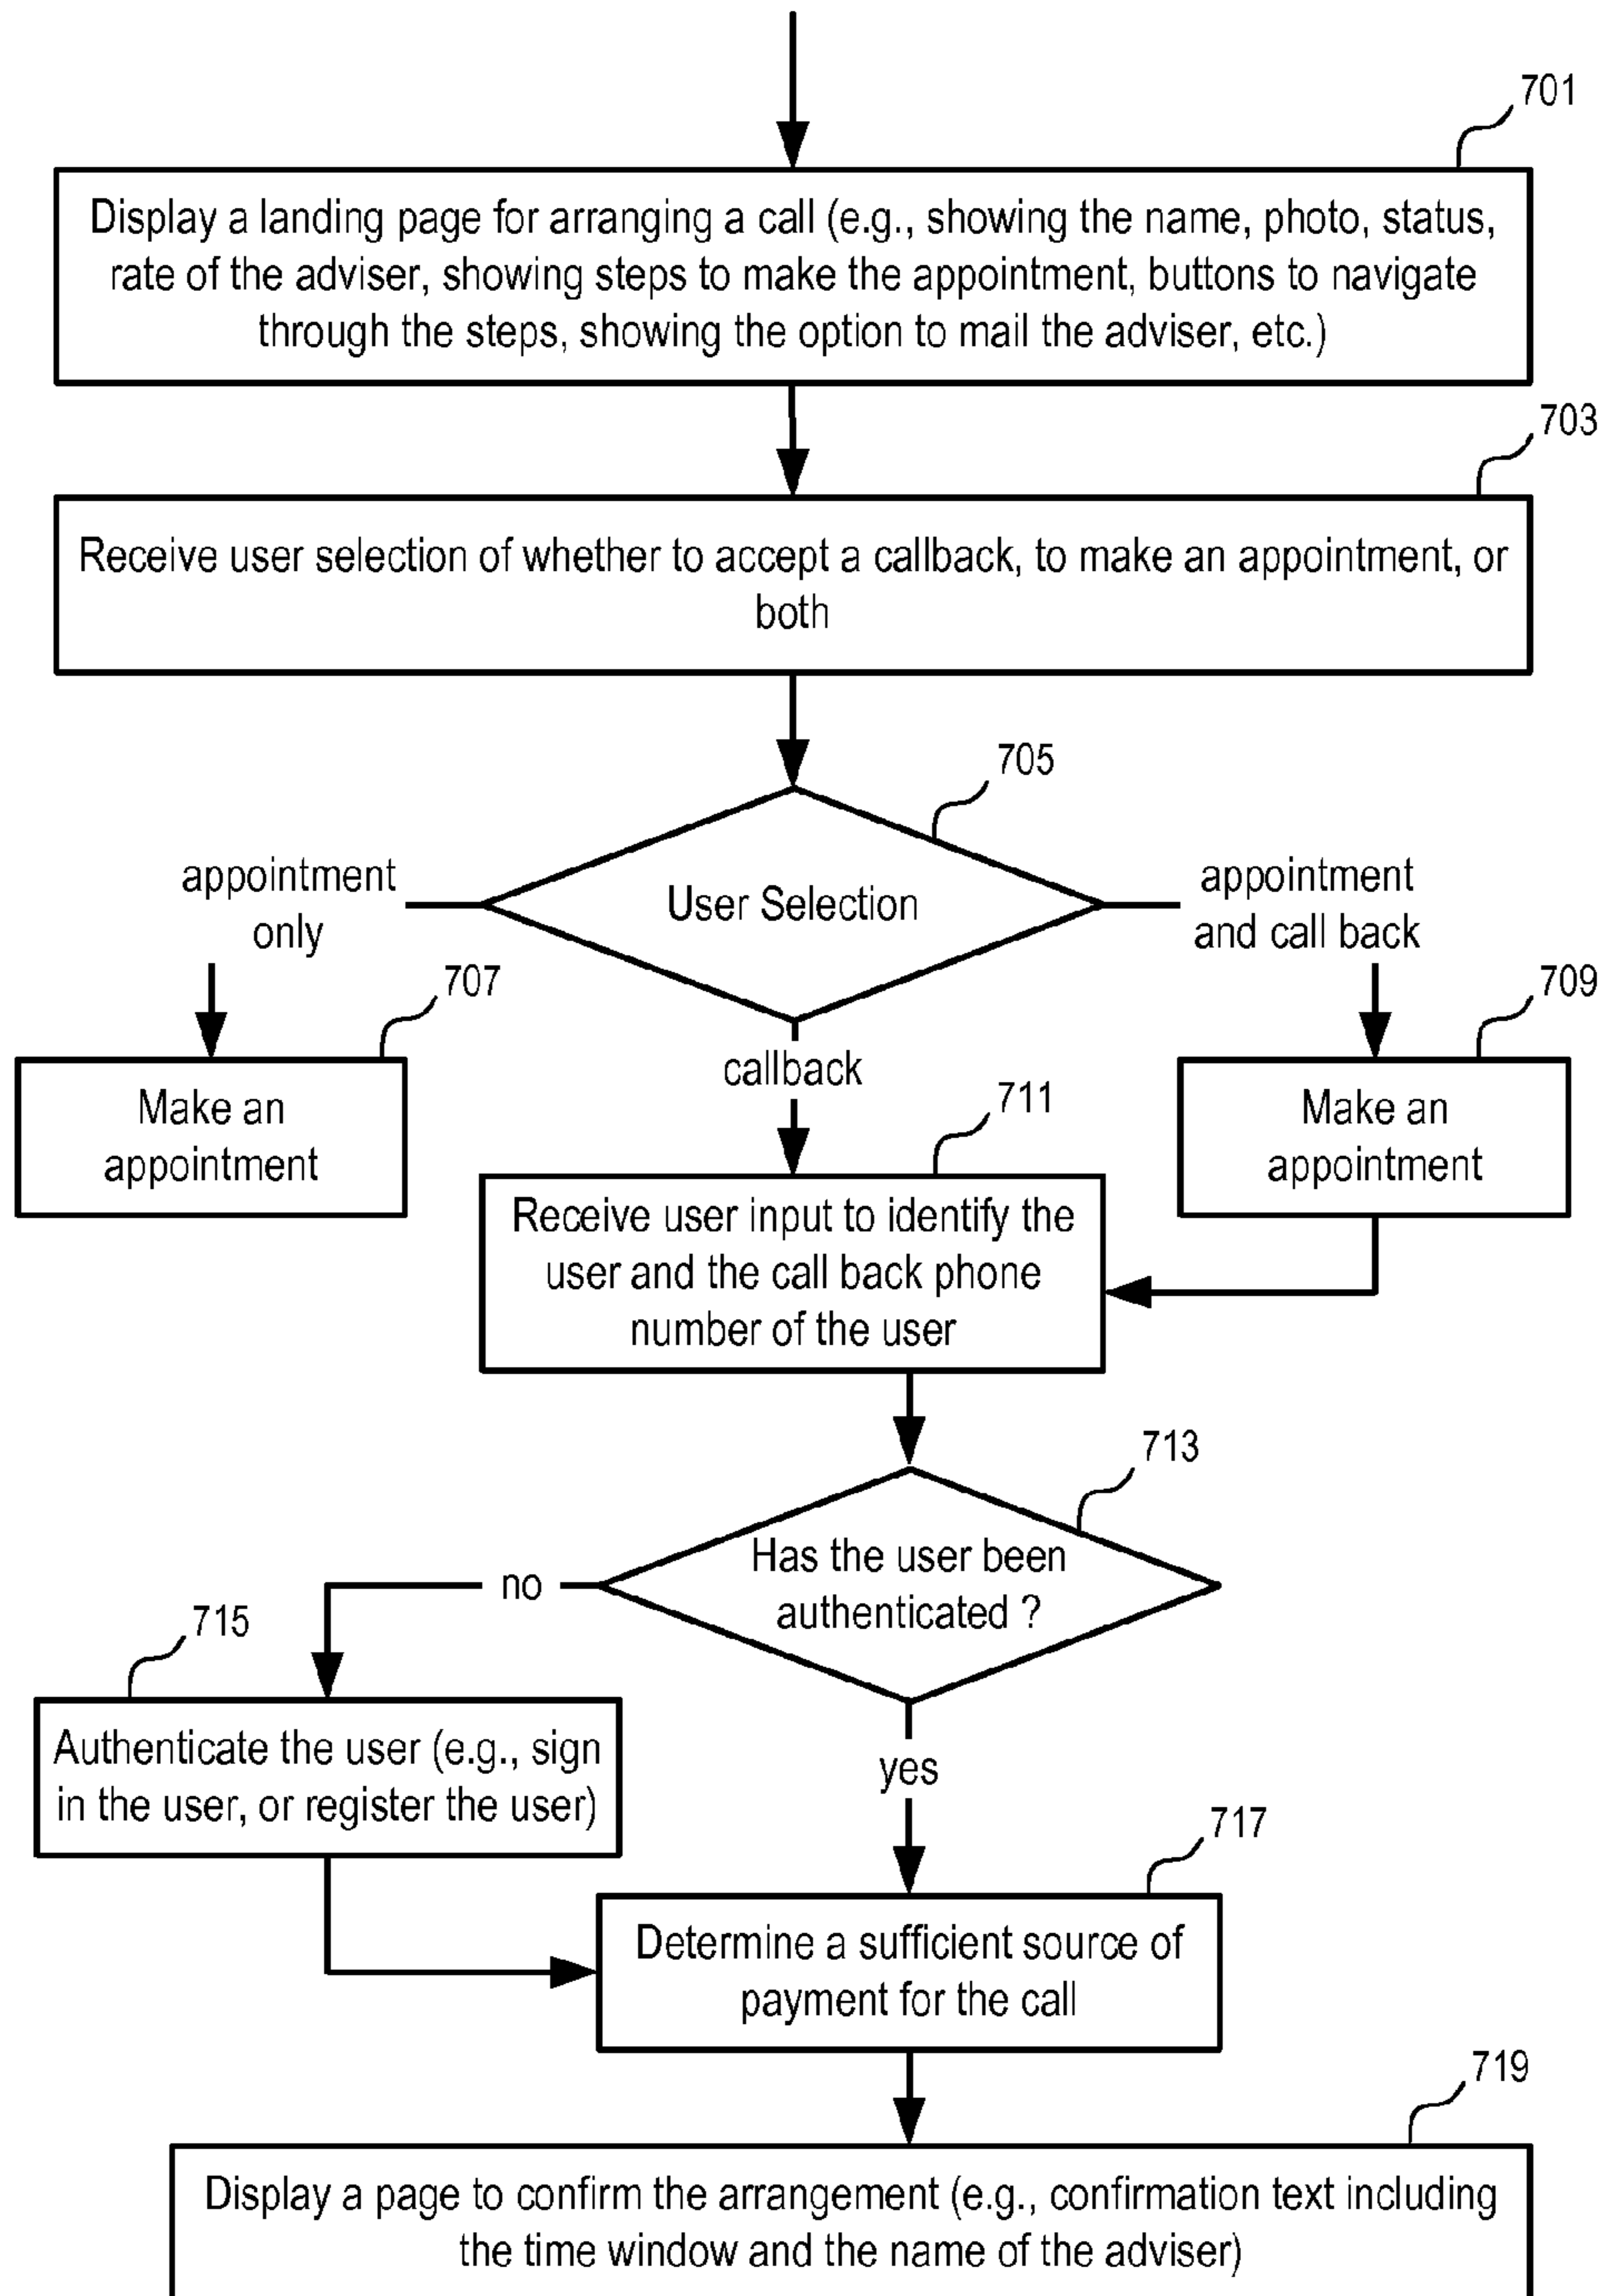 701
Display a landing page for arranging a call (e.g., showing the name, photo, status,
rate of the adviser, showing steps to make the appointment, buttons to navigate
through the steps, showing the option to mail the adviser, etc.)
703
Receive user selection of whether to accept a callback, to make an appointment, or
both
705
User Selection
appointment
only
appointment
and call back
707
Make an
appointment
callback
709
Make an
appointment
711
Receive user input to identify the
user and the call back phone
number of the user
713
Has the user been
authenticated ?
no
715
Authenticate the user (e.g., sign
in the user, or register the user)
yes
717
Determine a sufficient source of
payment for the call
719
Display a page to confirm the arrangement (e.g., confirmation text including
the time window and the name of the adviser)